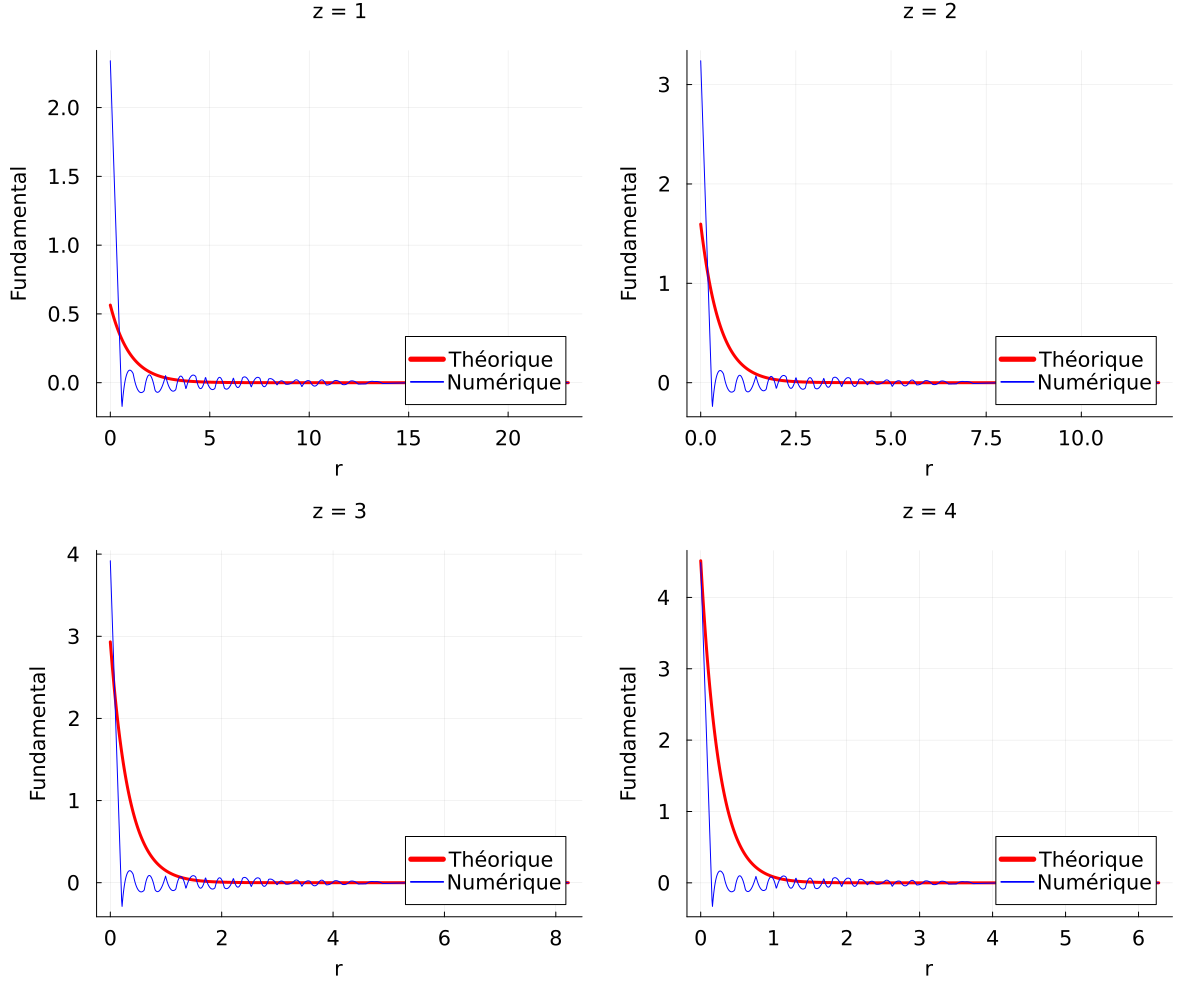 z = 1
Fundamental
2.0
1.5
1.0
0.5
0.0
0 5 10 15 20
r
Théorique
Numérique
z = 2
Fundamental
3
2
1
0
0.0 2.5 5.0 7.5 10.0
r
Théorique
Numérique
z = 3
Fundamental
4
3
2
1
0
0 2 4 6 8
r
Théorique
Numérique
z = 4
Fundamental
4
3
2
1
0
0 1 2 3 4 5 6
r
Théorique
Numérique